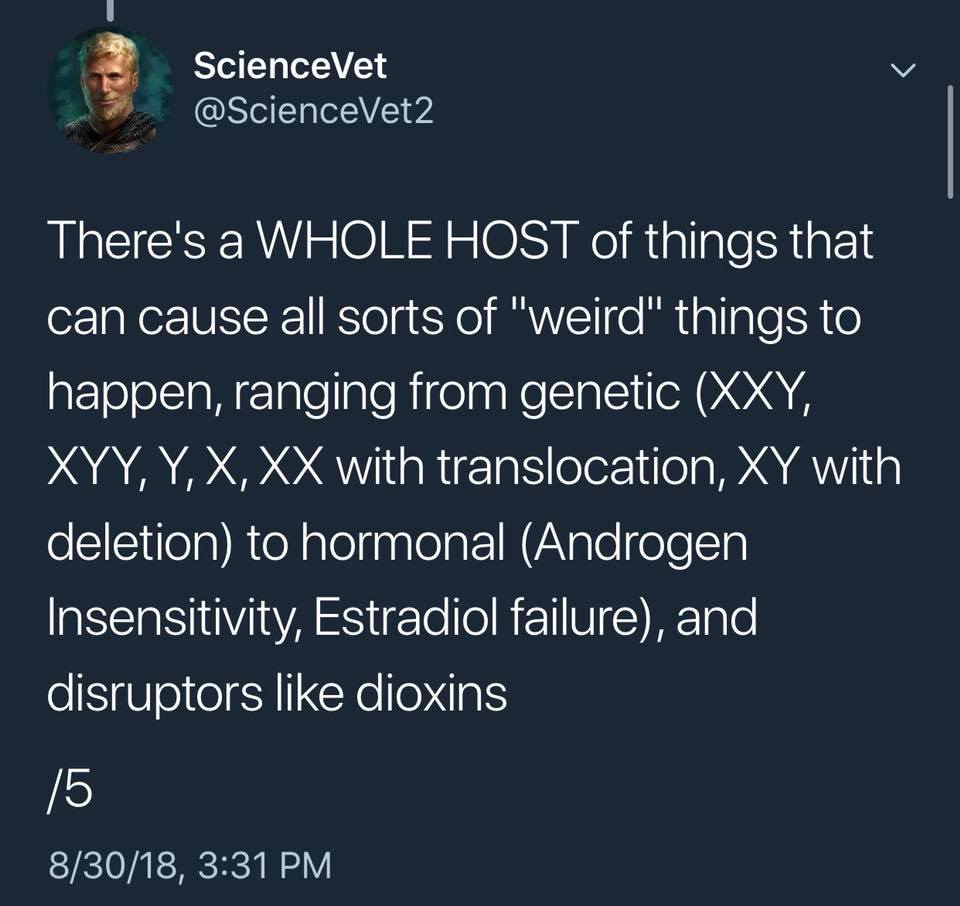 ScienceVet
@ScienceVet2
There's a WHOLE HOST of things that
can cause all sorts of "weird" things to
happen, ranging from genetic (XXY,
XYY, Y, X, XX with translocation, XY with
deletion) to hormonal (Androgen
Insensitivity, Estradiol failure), and
disruptors like dioxins
/5
8/30/18, 3:31 PM